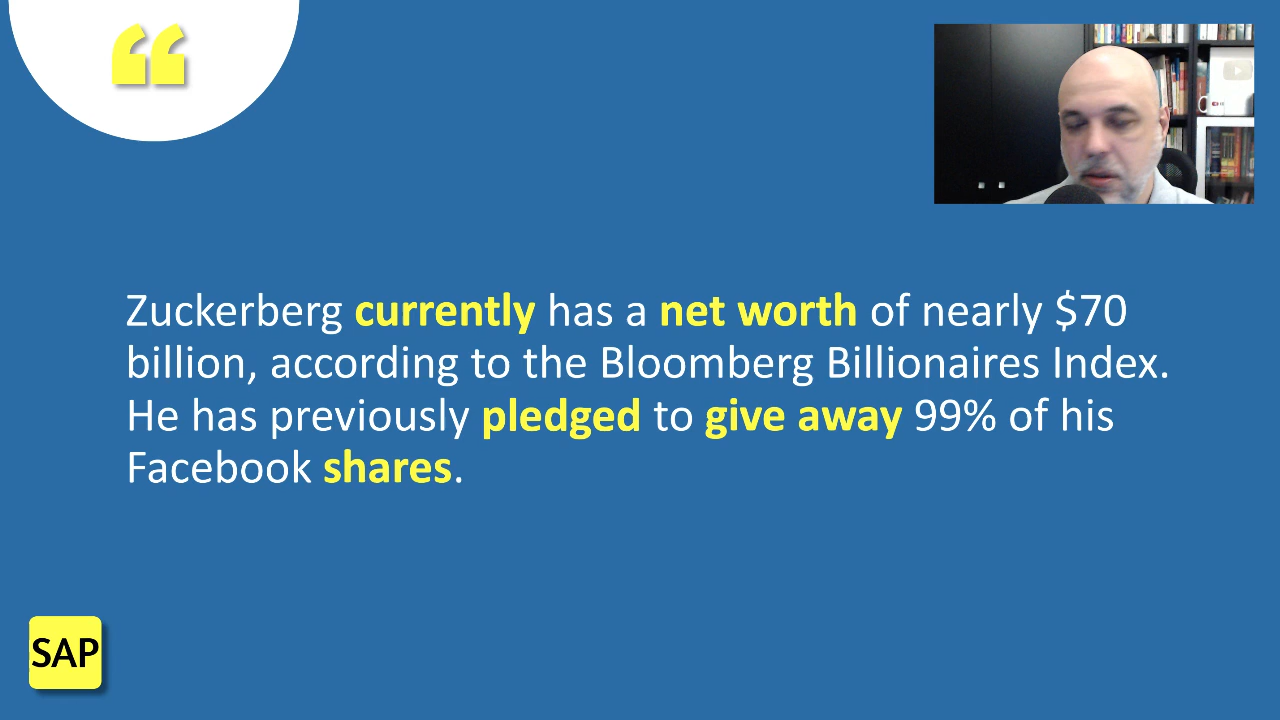 “
Zuckerberg currently has a net worth of nearly $70
billion, according to the Bloomberg Billionaires Index.
He has previously pledged to give away 99% of his
Facebook shares.
SAP